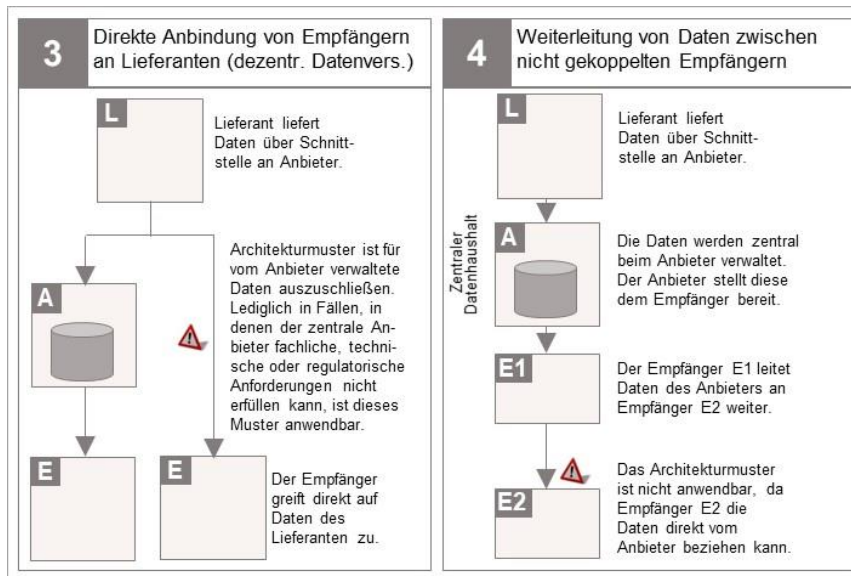 3
Direkte Anbindung von Empfängern
an Lieferanten (dezentr. Datenvers.)
L
Lieferant liefert
Daten über Schnitt-
stelle an Anbieter.
Architekturmuster ist für
vom Anbieter verwaltete
Daten auszuschließen.
Lediglich in Fällen, in
denen der zentrale An-
bieter fachliche, techni-
sche oder regulatorische
Anforderungen nicht
erfüllen kann, ist dieses
Muster anwendbar.
A
E
E
Der Empfänger
greift direkt auf
Daten des
Lieferanten zu.
4
Weiterleitung von Daten zwischen
nicht gekoppelten Empfängern
L
Lieferant liefert
Daten über Schnitt-
stelle an Anbieter.
Zentraler
Datenhaushalt
A
Die Daten werden zentral
beim Anbieter verwaltet.
Der Anbieter stellt diese
dem Empfänger bereit.
E1
Der Empfänger E1 leitet
Daten des Anbieters an
Empfänger E2 weiter.
E2
Das Architekturmuster
ist nicht anwendbar, da
Empfänger E2 die
Daten direkt vom
Anbieter beziehen kann.